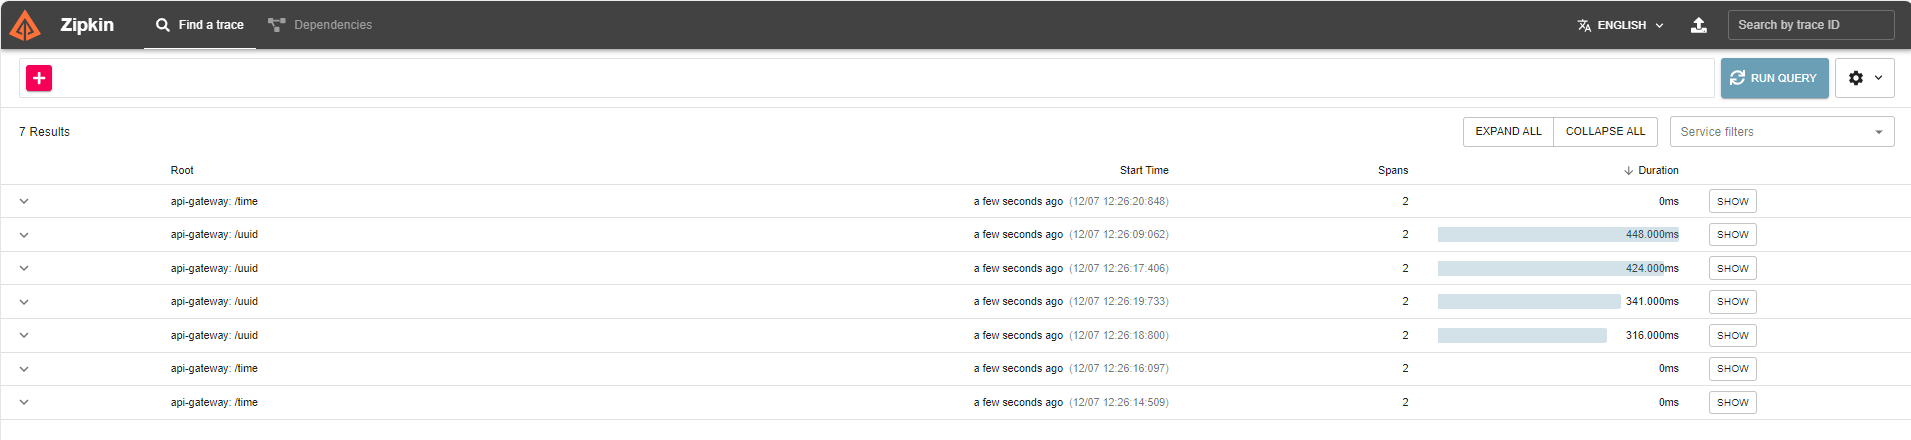 Zipkin Find a trace Dependencies ENGLISH Search by trace ID
RUN QUERY
7 Results EXPAND ALL COLLAPSE ALL Service filters
Root Start Time Spans Duration
api-gateway: /time a few seconds ago (12/07 12:26:20:848) 2 0ms SHOW
api-gateway: /uuid a few seconds ago (12/07 12:26:09:062) 2 448.000ms SHOW
api-gateway: /uuid a few seconds ago (12/07 12:26:17:406) 2 424.000ms SHOW
api-gateway: /uuid a few seconds ago (12/07 12:26:19:733) 2 341.000ms SHOW
api-gateway: /uuid a few seconds ago (12/07 12:26:18:800) 2 316.000ms SHOW
api-gateway: /time a few seconds ago (12/07 12:26:16:097) 2 0ms SHOW
api-gateway: /time a few seconds ago (12/07 12:26:14:509) 2 0ms SHOW